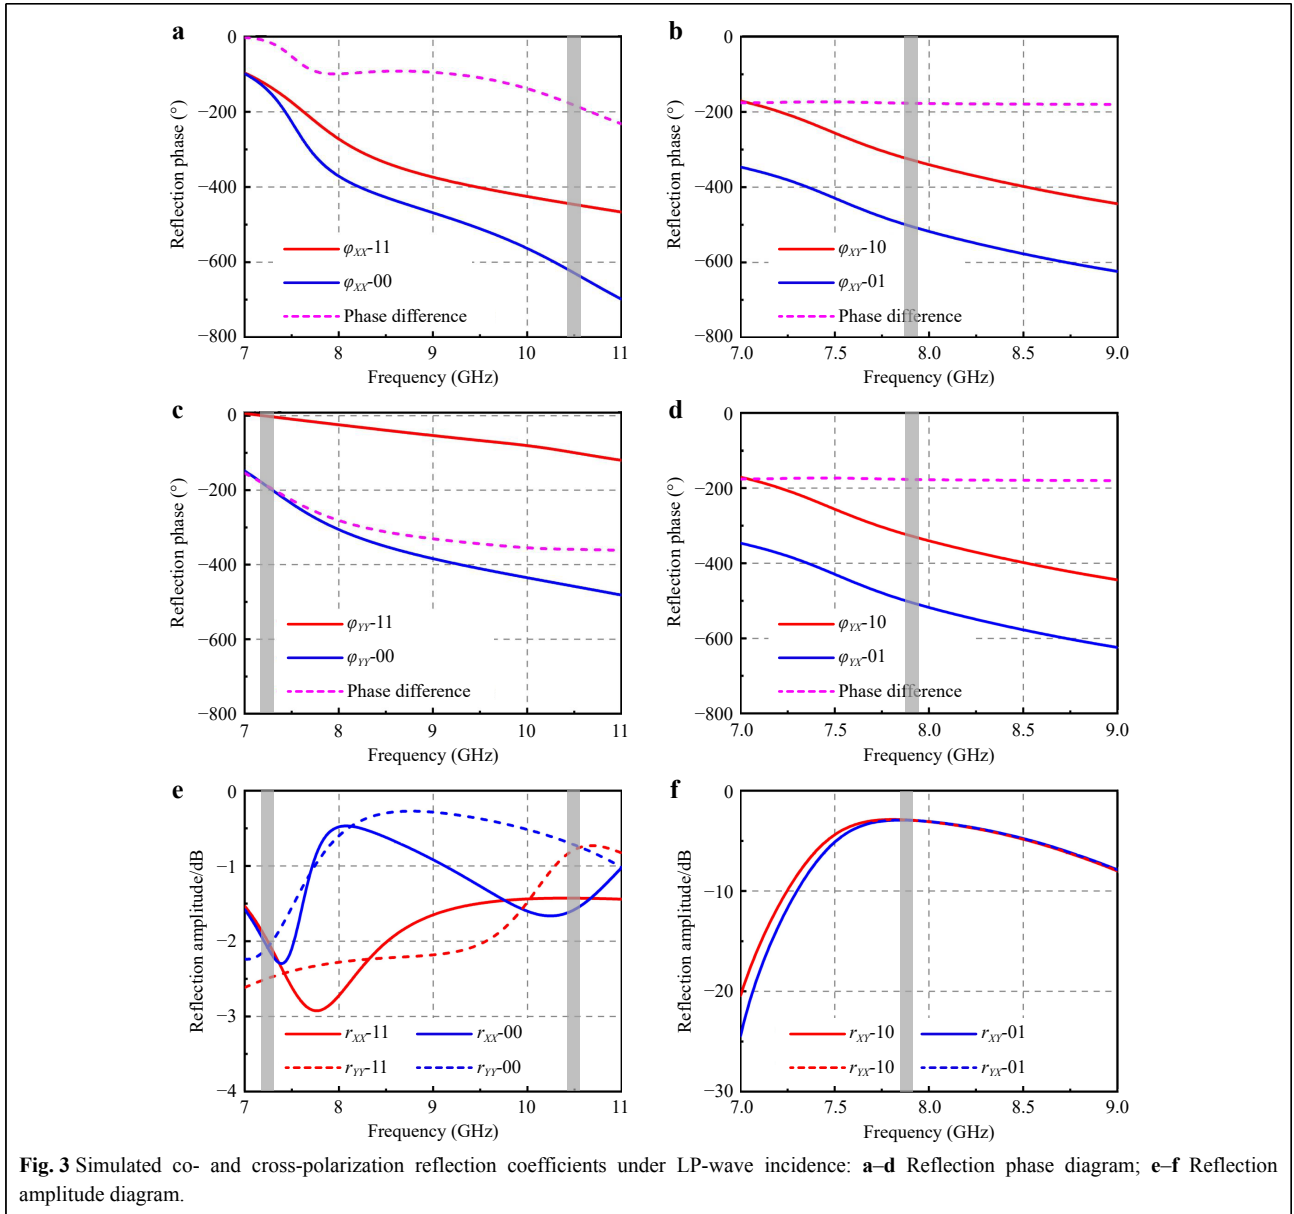 a
0
−200
−400
−600
−800
Reflection phase (°)
φXX-11
φXX-00
Phase difference
7 8 9 10 11
Frequency (GHz)
b
0
−200
−400
−600
−800
Reflection phase (°)
φXY-10
φXY-01
Phase difference
7.0 7.5 8.0 8.5 9.0
Frequency (GHz)
c
0
−200
−400
−600
−800
Reflection phase (°)
φYY-11
φYY-00
Phase difference
7 8 9 10 11
Frequency (GHz)
d
0
−200
−400
−600
−800
Reflection phase (°)
φYX-10
φYX-01
Phase difference
7.0 7.5 8.0 8.5 9.0
Frequency (GHz)
e
0
−1
−2
−3
−4
Reflection amplitude/dB
rXX-11 rXX-00
rYY-11 rYY-00
7 8 9 10 11
Frequency (GHz)
f
0
−10
−20
−30
Reflection amplitude/dB
rXY-10 rXY-01
rYX-10 rYX-01
7.0 7.5 8.0 8.5 9.0
Frequency (GHz)
Fig. 3 Simulated co- and cross-polarization reflection coefficients under LP-wave incidence: a–d Reflection phase diagram; e–f Reflection
amplitude diagram.